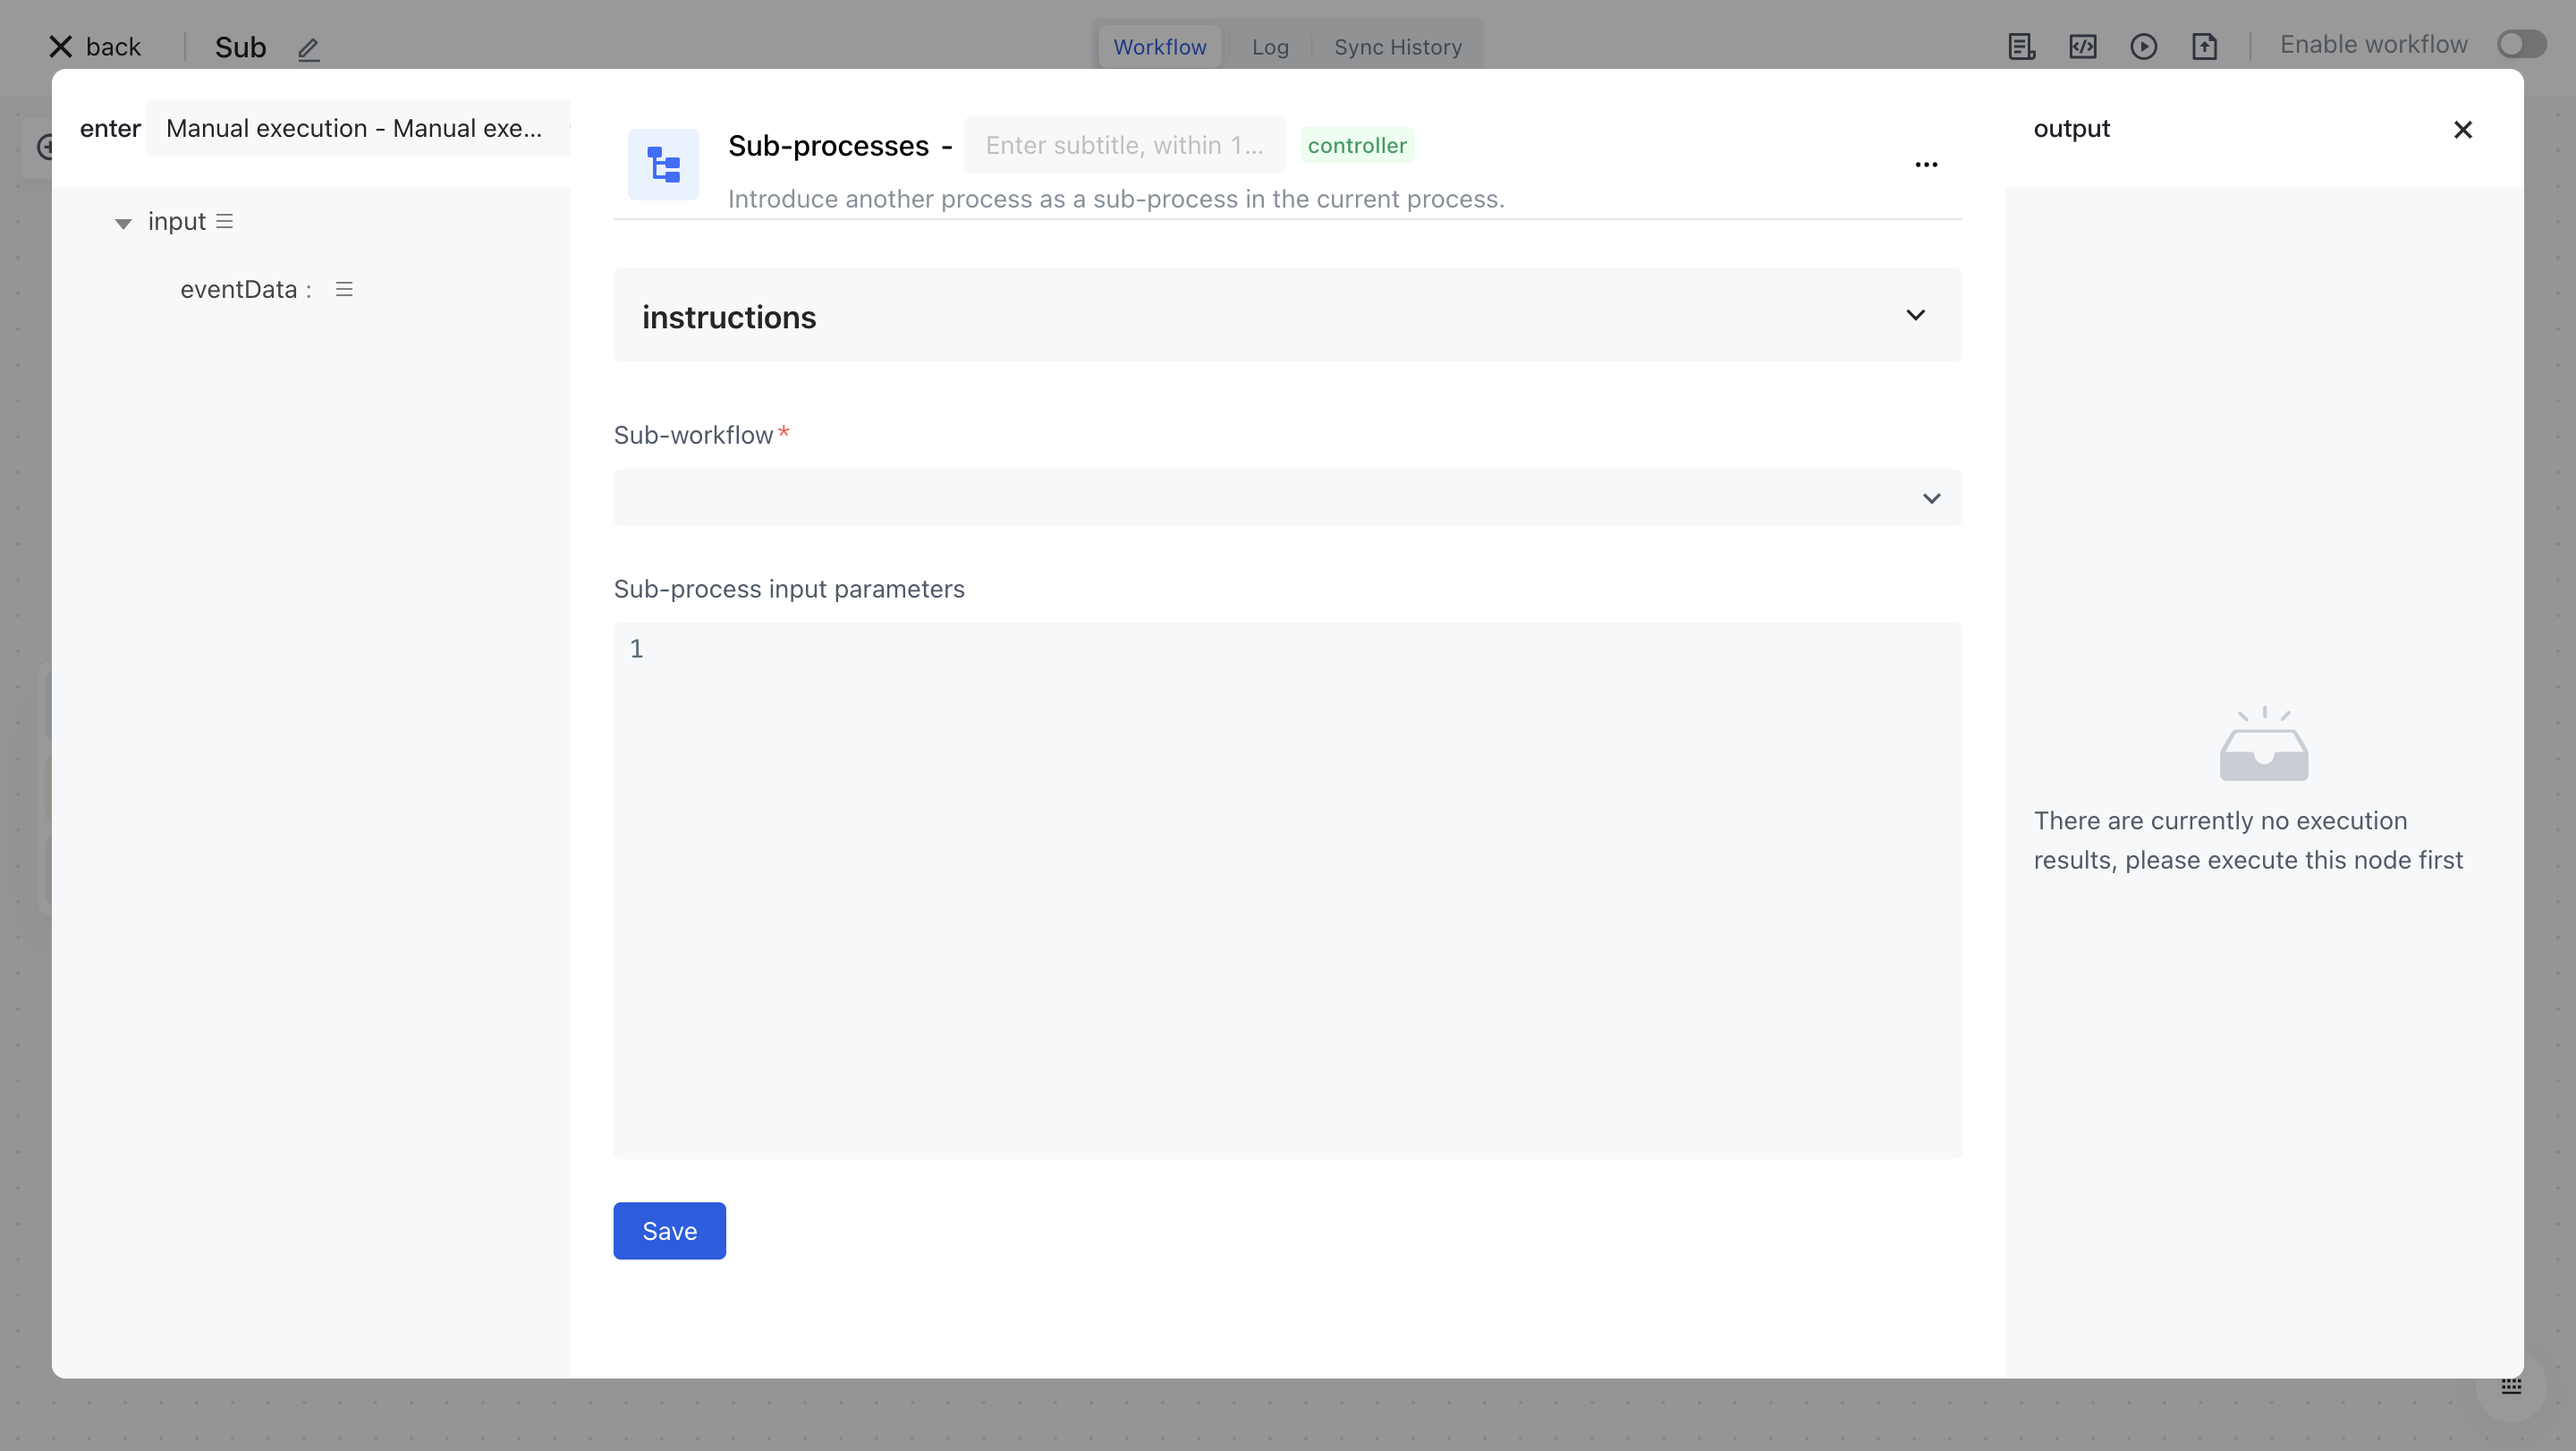 back
Sub
Workflow
Log
Sync History
Enable workflow
enter
Manual execution - Manual exe...
input
eventData :
Sub-processes -
Enter subtitle, within 1...
controller
Introduce another process as a sub-process in the current process.
instructions
Sub-workflow*
Sub-process input parameters
1
Save
output
There are currently no execution
results, please execute this node first